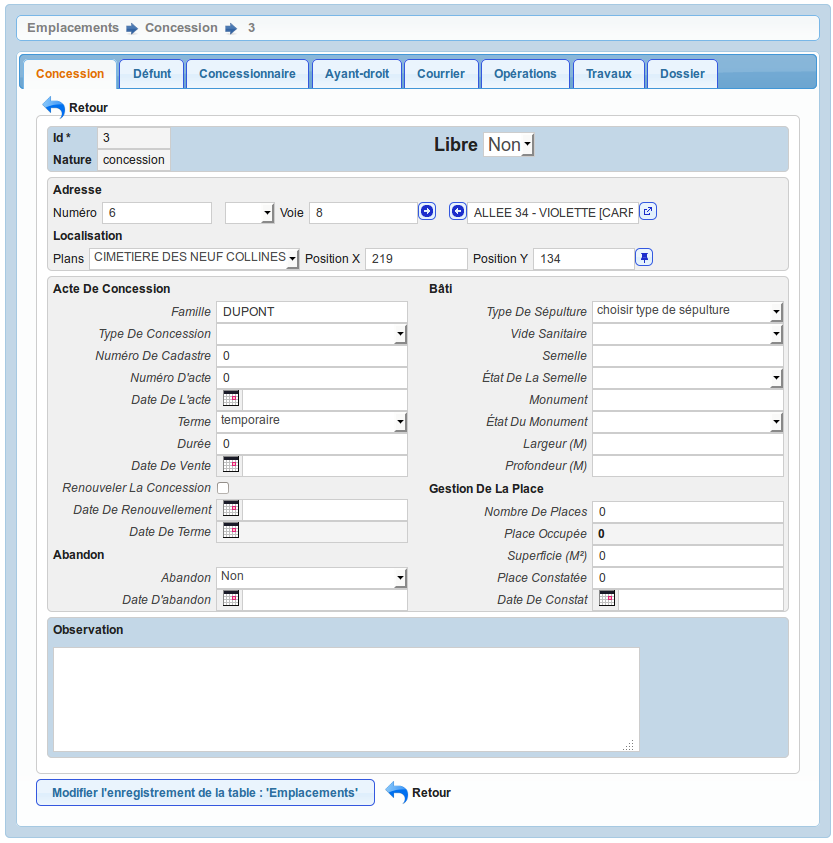 Emplacements Concession 3
Concession Défunt Concessionnaire Ayant-droit Courrier Opérations Travaux Dossier
Retour
Id * 3
Nature concession
Libre Non
Adresse
Numéro 6 Voie 8 ALLEE 34 - VIOLETTE [CARR
Localisation
Plans CIMETIERE DES NEUF COLLINES Position X 219 Position Y 134
Acte De Concession
Famille DUPONT
Type De Concession
Numéro De Cadastre 0
Numéro D'acte 0
Date De L'acte
Terme temporaire
Durée 0
Date De Vente
Renouveler La Concession
Date De Renouvellement
Date De Terme
Abandon
Abandon Non
Date D'abandon
Bâti
Type De Sépulture choisir type de sépulture
Vide Sanitaire
Semelle
État De La Semelle
Monument
État Du Monument
Largeur (M)
Profondeur (M)
Gestion De La Place
Nombre De Places 0
Place Occupée 0
Superficie (M²) 0
Place Constatée 0
Date De Constat
Observation
Modifier l'enregistrement de la table : 'Emplacements' Retour